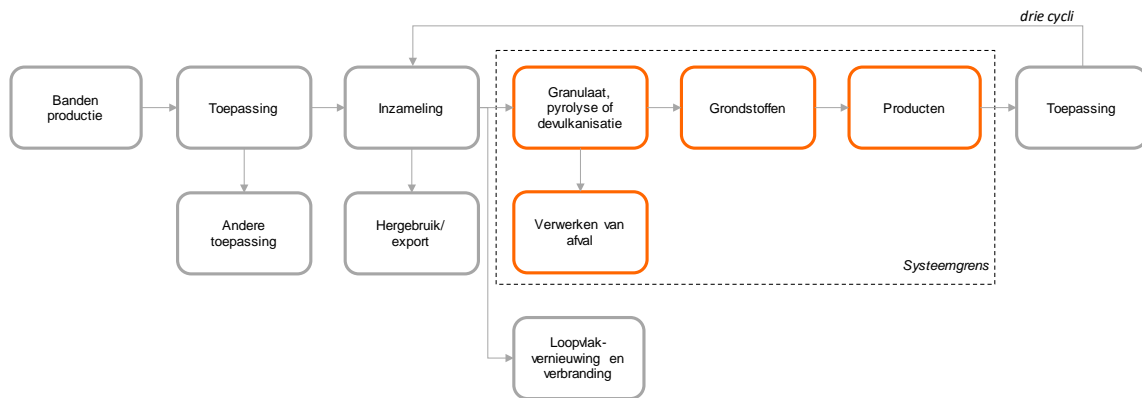 drie cycli
Banden
productie
Toepassing
Inzameling
Granulaat,
pyrolyse of
devulkanisatie
Grondstoffen
Producten
Toepassing
Andere
toepassing
Hergebruik/
export
Verwerken van
afval
Systeemgrens
Loopvlak-
vernieuwing en
verbranding